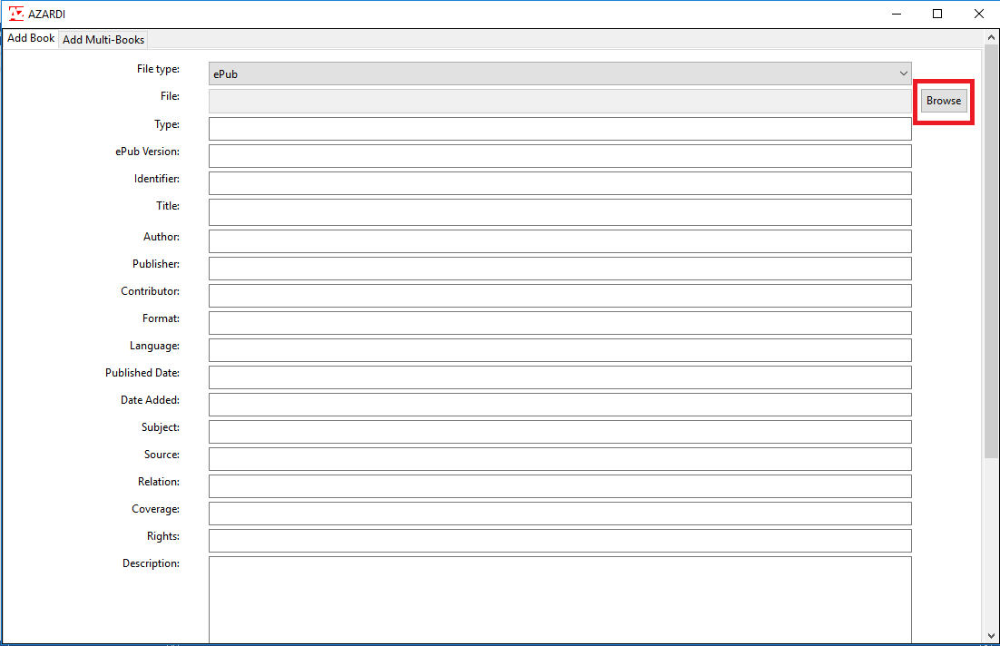 AZARDI
Add Book Add Multi-Books
File type: ePub
File: Browse
Type:
ePub Version:
Identifier:
Title:
Author:
Publisher:
Contributor:
Format:
Language:
Published Date:
Date Added:
Subject:
Source:
Relation:
Coverage:
Rights:
Description: